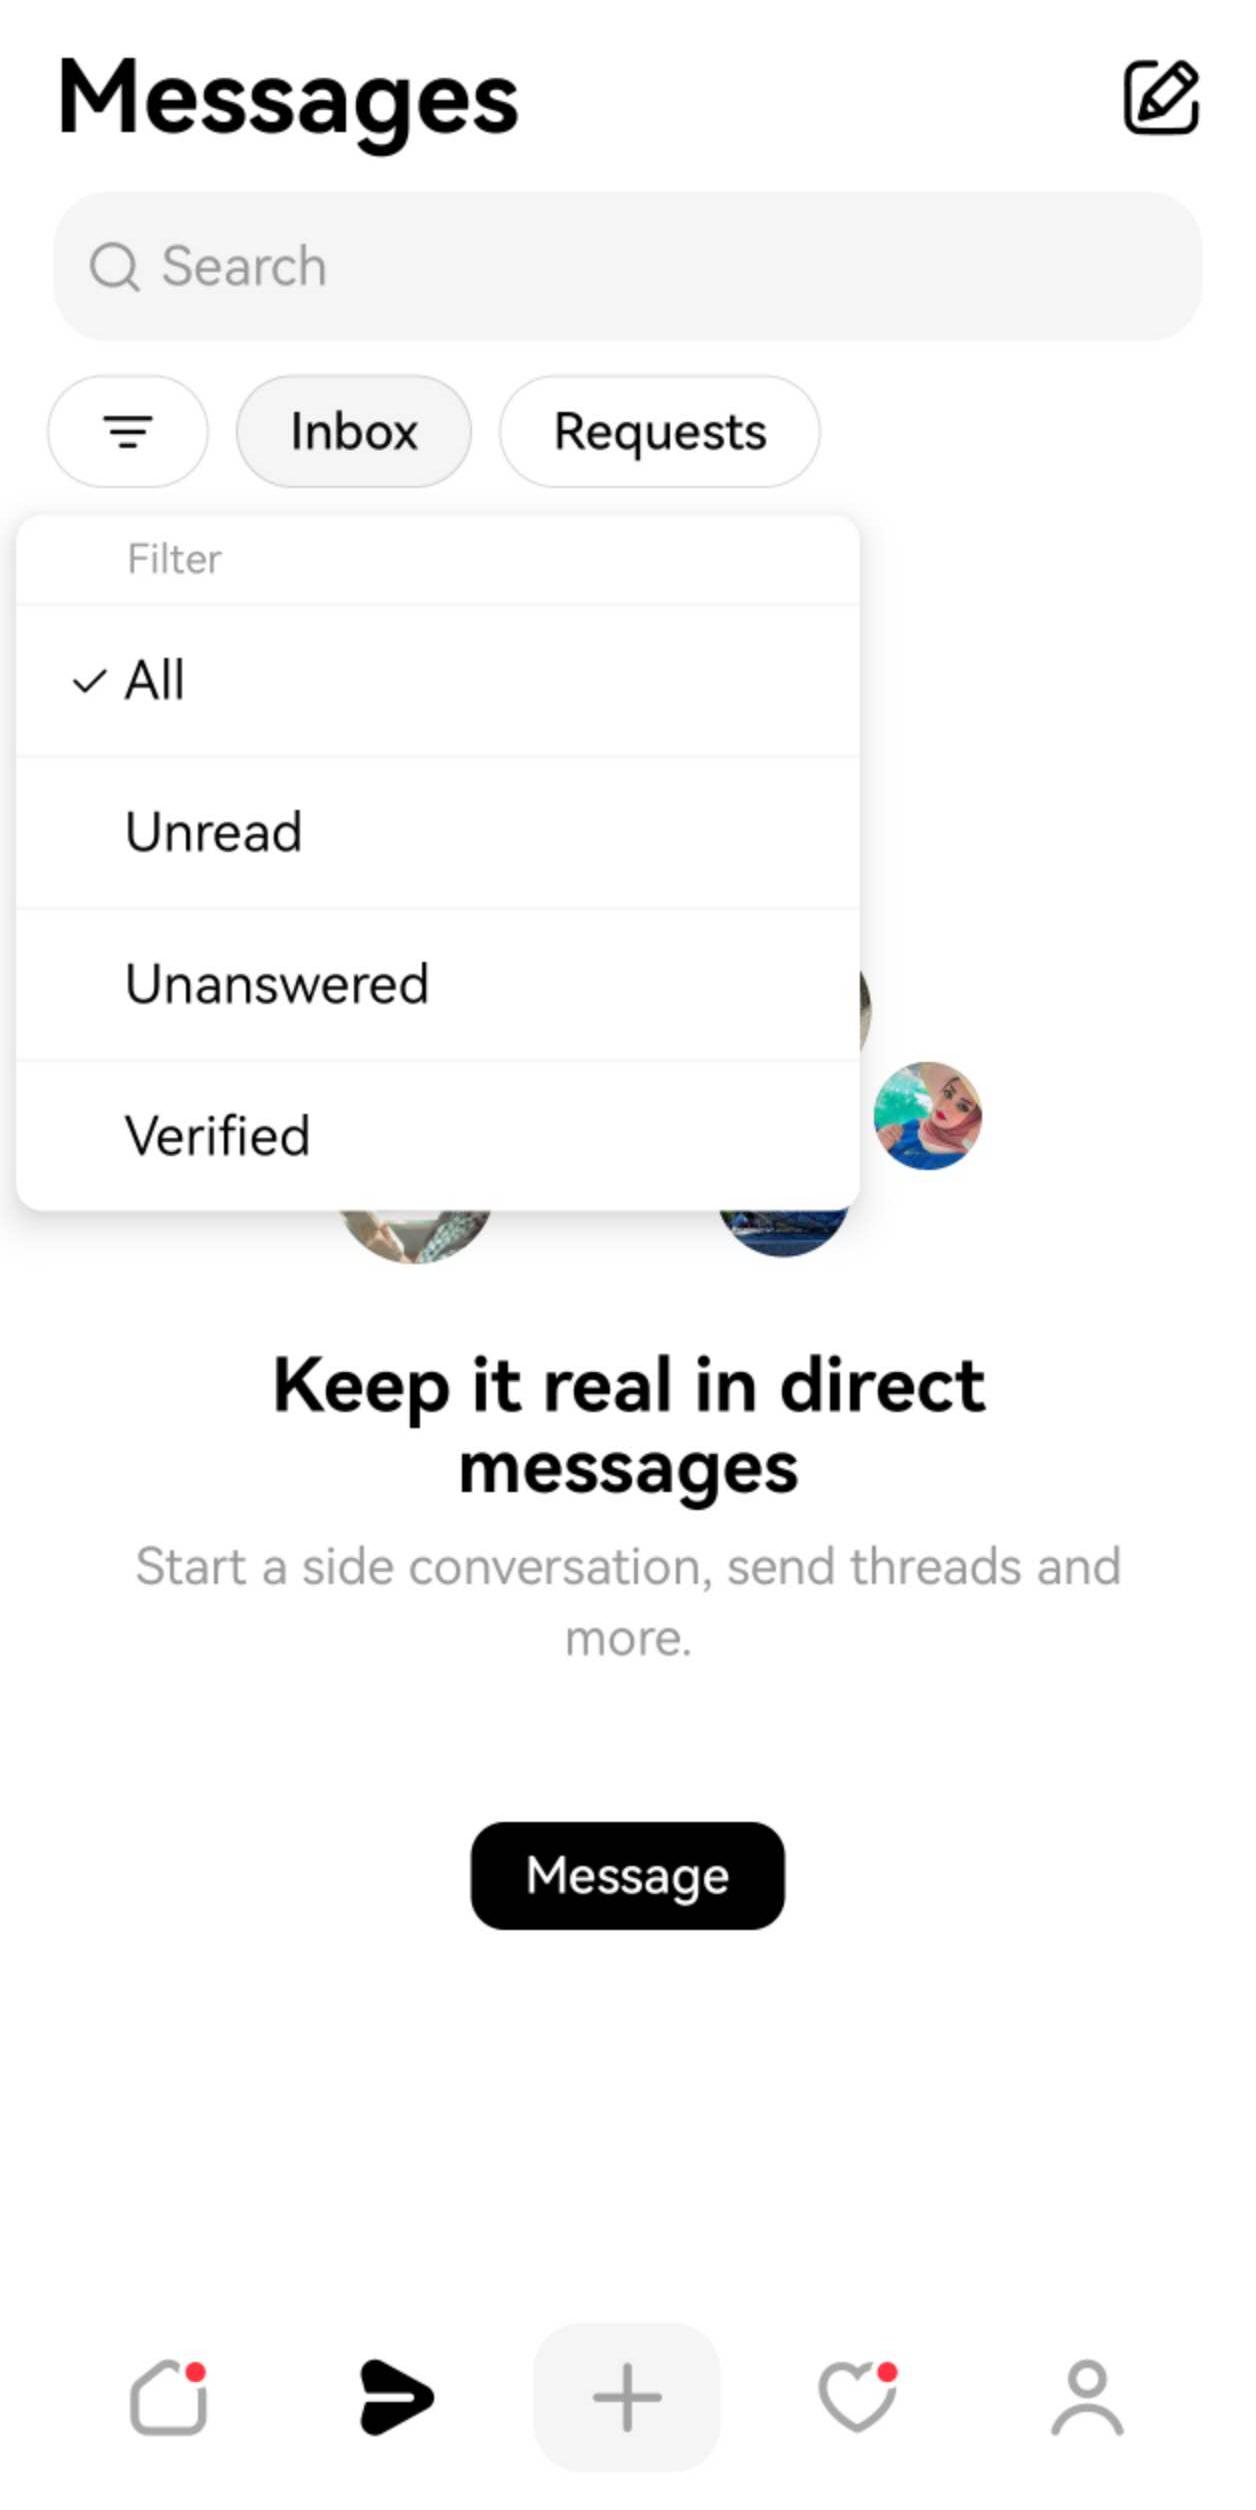 Messages
Search
Inbox
Requests
Filter
All
Unread
Unanswered
Verified
Keep it real in direct
messages
Start a side conversation, send threads and
more.
Message